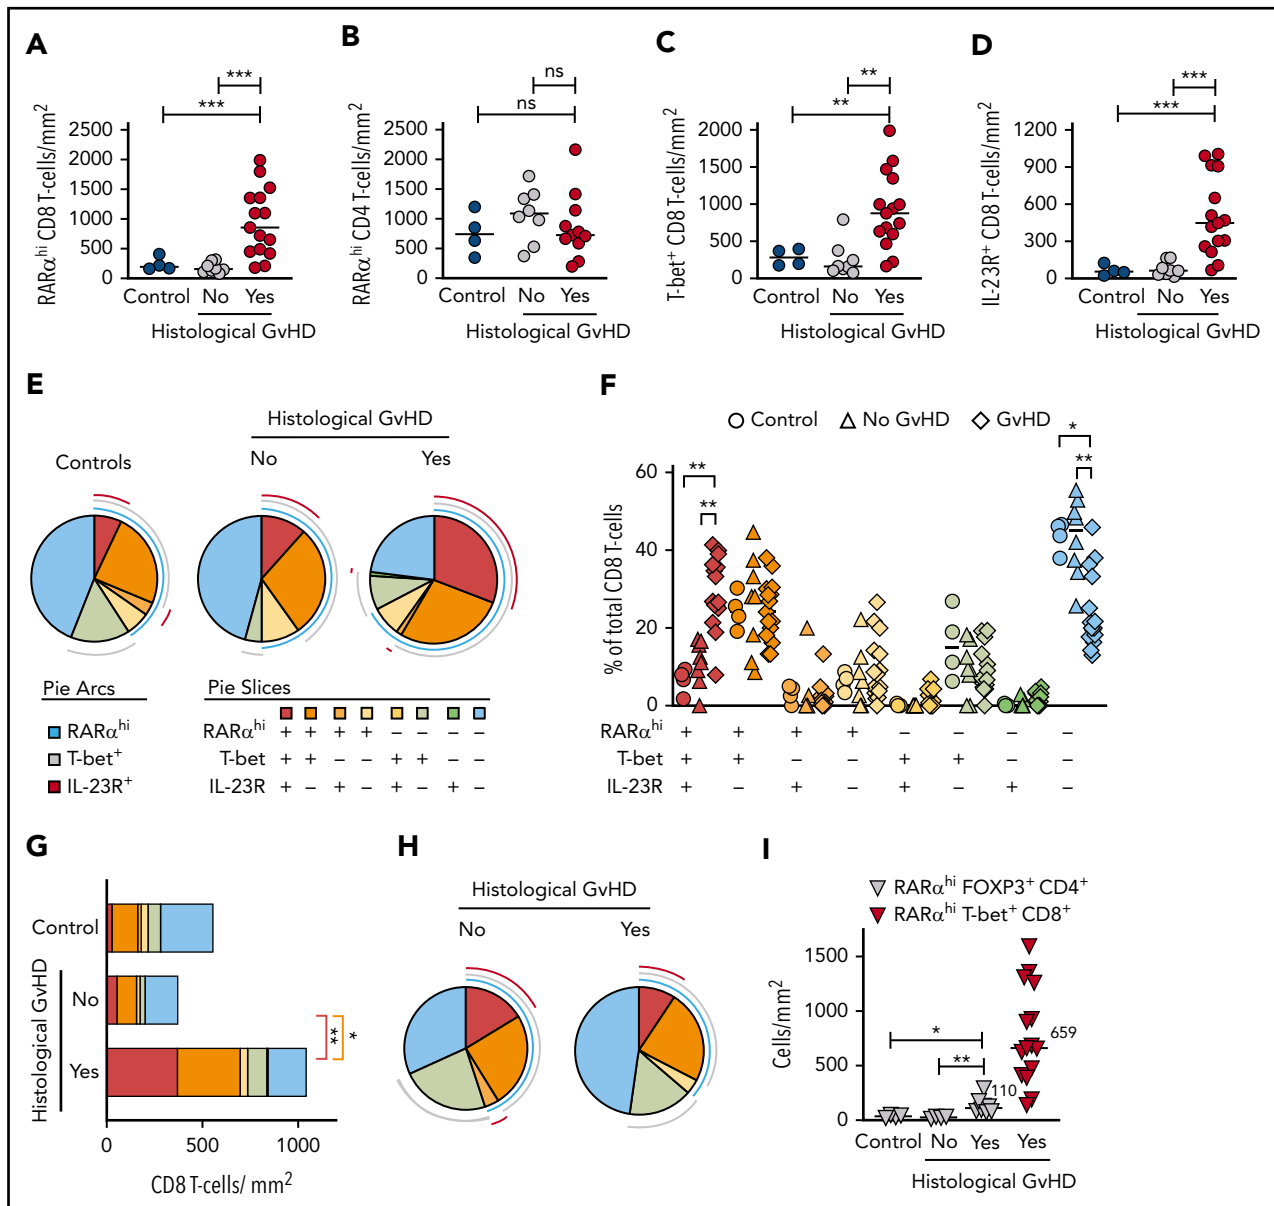 A
RARα^hi CD8 T-cells/mm²
***
***
2500
2000
1500
1000
500
0
Control No Yes
Histological GvHD
B
RARα^hi CD4 T-cells/mm²
ns
ns
2500
2000
1500
1000
500
0
Control No Yes
Histological GvHD
C
T-bet⁺ CD8 T-cells/mm²
**
**
2000
1500
1000
500
0
Control No Yes
Histological GvHD
D
IL-23R⁺ CD8 T-cells/mm²
***
***
1200
900
600
300
0
Control No Yes
Histological GvHD
E
Histological GvHD
Controls No Yes
Pie Arcs
RARα^hi
T-bet⁺
IL-23R⁺
Pie Slices
RARα^hi + + + + – – – –
T-bet + + – – + + – –
IL-23R + – + – + – + –
F
Control No GvHD GvHD
% of total CD8 T-cells
60
40
20
0
**
**
*
**
RARα^hi + + + + – – – –
T-bet + + – – + + – –
IL-23R + – + – + – + –
G
Control
No
Yes
Histological GvHD
**
*
0 500 1000
CD8 T-cells/ mm²
H
Histological GvHD
No Yes
I
RARα^hi FOXP3⁺ CD4⁺
RARα^hi T-bet⁺ CD8⁺
Cells/mm²
1500
1000
500
0
*
**
110
659
Control No Yes Yes
Histological GvHD